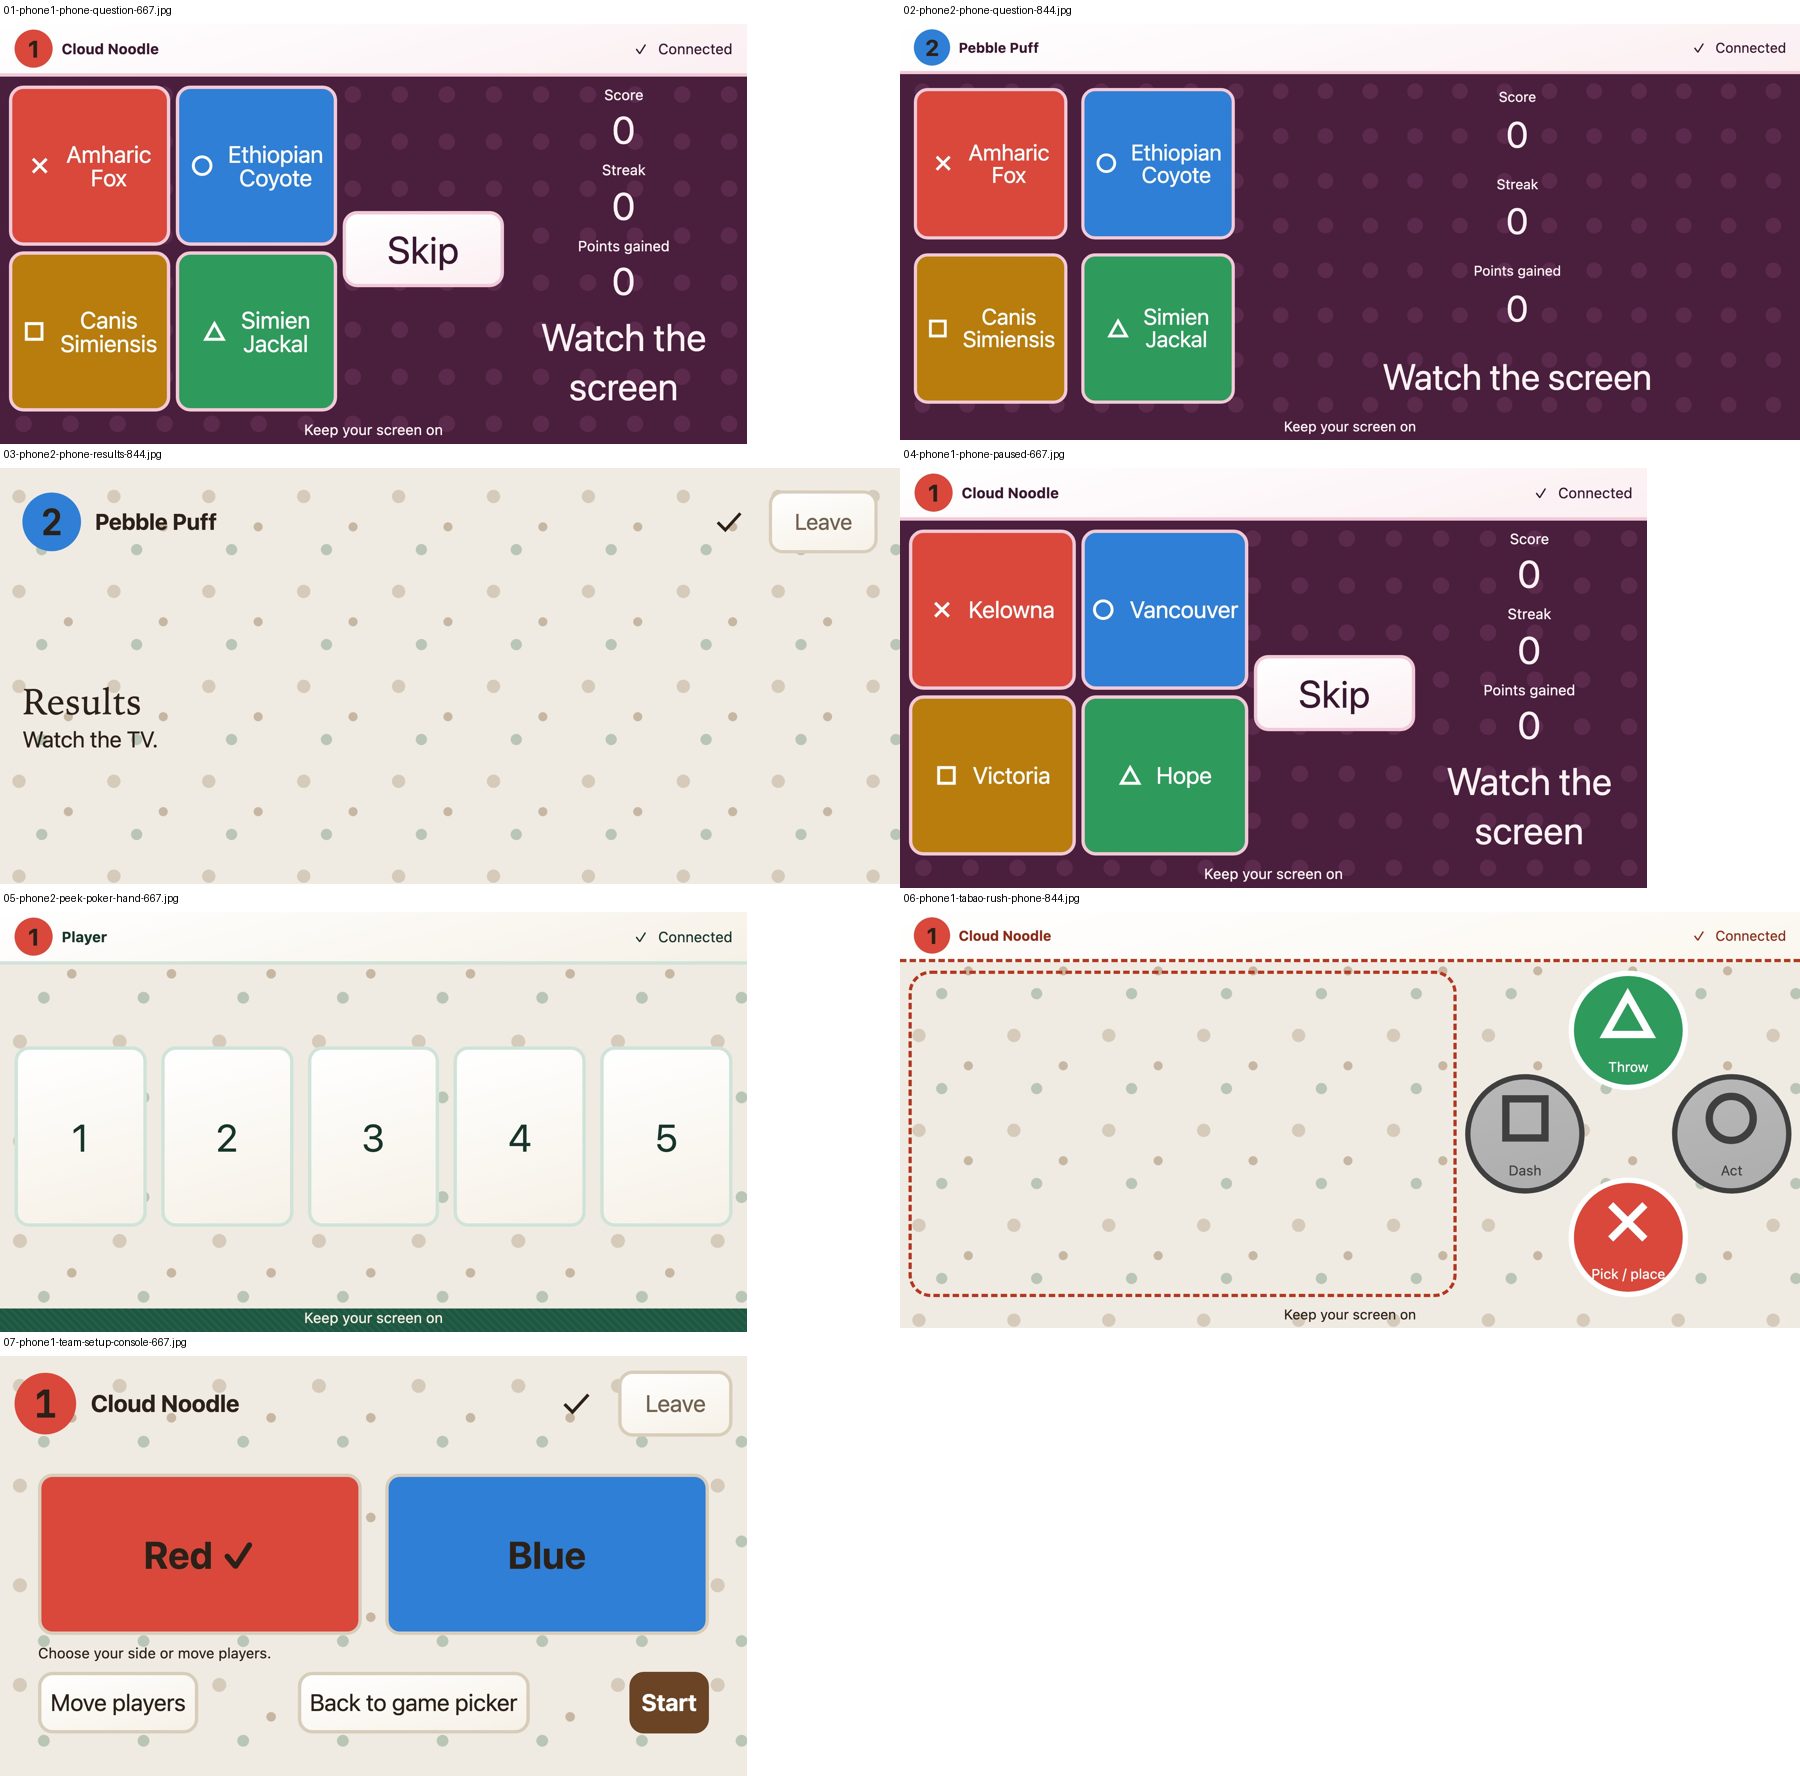 01-phone1-phone-question-667.jpg
1 Cloud Noodle
✓ Connected
Amharic
Fox
Ethiopian
Coyote
Canis
Simiensis
Simien
Jackal
Skip
Score
0
Streak
0
Points gained
0
Watch the
screen
Keep your screen on
02-phone2-phone-question-844.jpg
2 Pebble Puff
✓ Connected
Amharic
Fox
Ethiopian
Coyote
Canis
Simiensis
Simien
Jackal
Score
0
Streak
0
Points gained
0
Watch the screen
Keep your screen on
03-phone2-phone-results-844.jpg
2 Pebble Puff
✓ Leave
Results
Watch the TV.
04-phone1-phone-paused-667.jpg
1 Cloud Noodle
✓ Connected
Kelowna
Vancouver
Victoria
Hope
Skip
Score
0
Streak
0
Points gained
0
Watch the
screen
Keep your screen on
05-phone2-peek-poker-hand-667.jpg
1 Player
✓ Connected
1 2 3 4 5
Keep your screen on
06-phone1-tabao-rush-phone-844.jpg
1 Cloud Noodle
✓ Connected
Throw
Dash
Act
Pick / place
Keep your screen on
07-phone1-team-setup-console-667.jpg
1 Cloud Noodle
✓ Leave
Red ✓
Blue
Choose your side or move players.
Move players
Back to game picker
Start